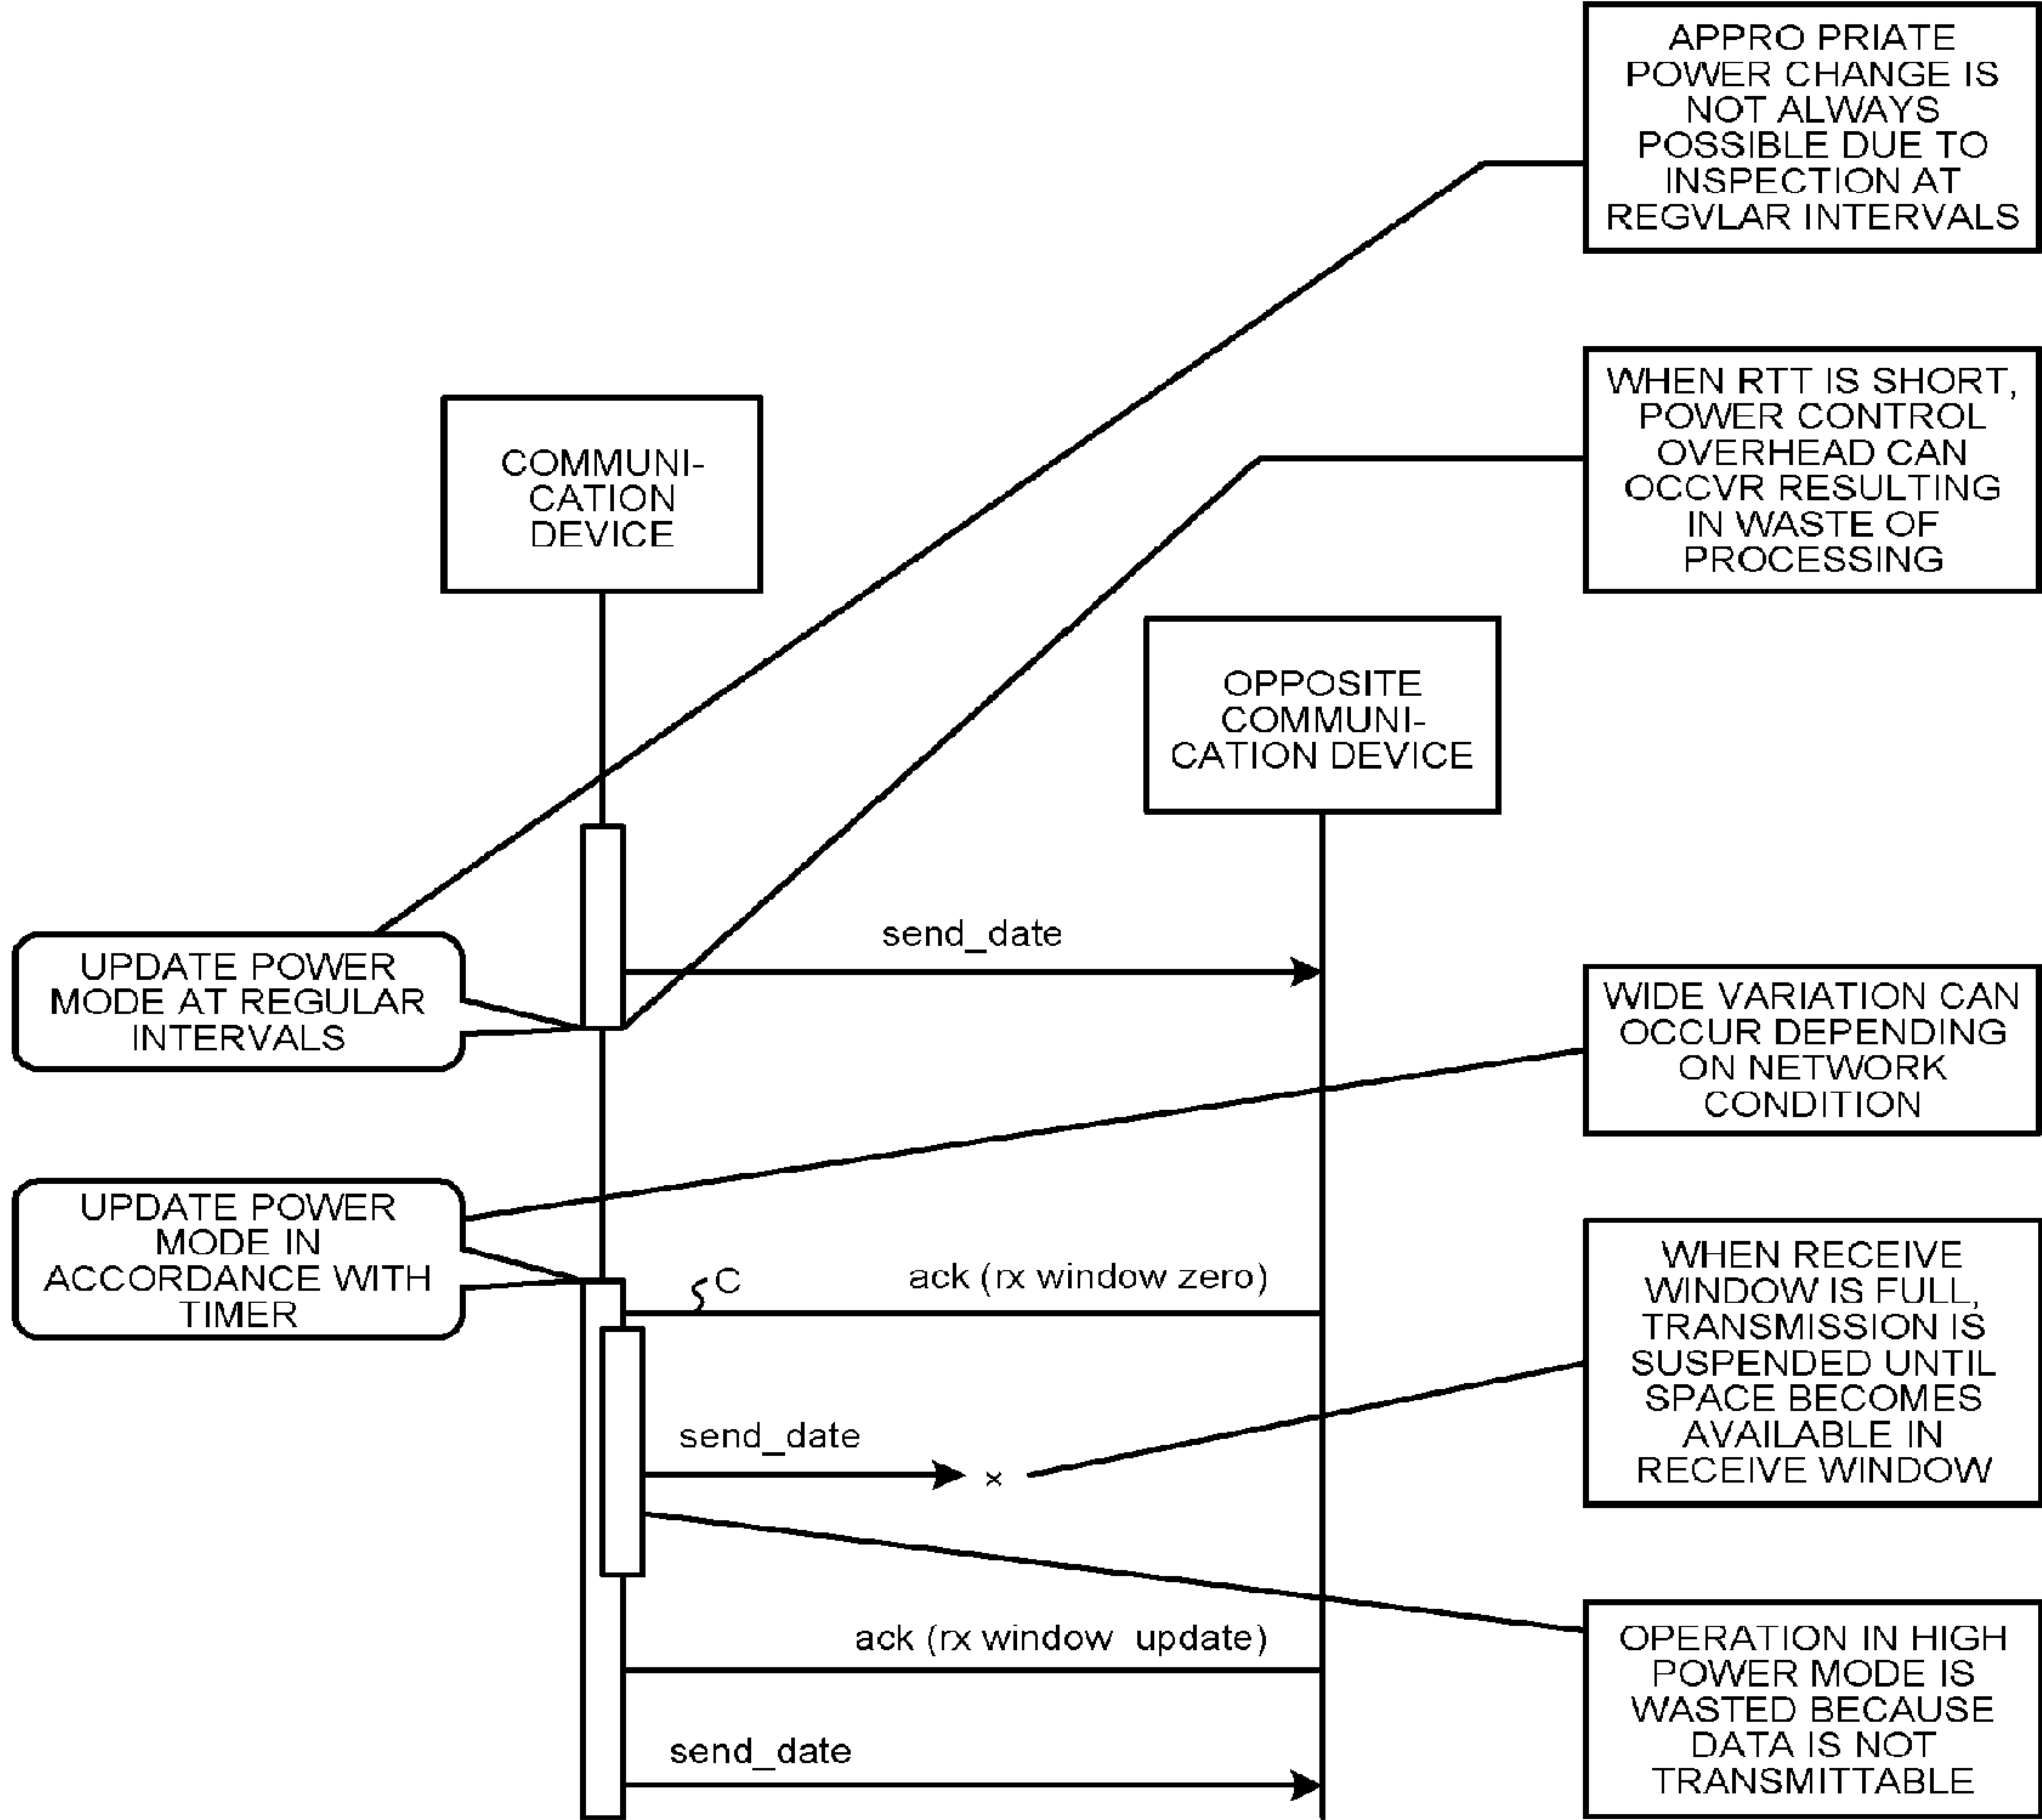 APPRO PRIATE
POWER CHANGE IS
NOT ALWAYS
POSSIBLE DUE TO
INSPECTION AT
REGVLAR INTERVALS
WHEN RTT IS SHORT,
POWER CONTROL
OVERHEAD CAN
OCCVR RESULTING
IN WASTE OF
PROCESSING
COMMUNI-
CATION
DEVICE
OPPOSITE
COMMUNI-
CATION DEVICE
send_date
UPDATE POWER
MODE AT REGULAR
INTERVALS
WIDE VARIATION CAN
OCCUR DEPENDING
ON NETWORK
CONDITION
UPDATE POWER
MODE IN
ACCORDANCE WITH
TIMER
C
ack (rx window zero)
WHEN RECEIVE
WINDOW IS FULL,
TRANSMISSION IS
SUSPENDED UNTIL
SPACE BECOMES
AVAILABLE IN
RECEIVE WINDOW
send_date
x
ack (rx window update)
OPERATION IN HIGH
POWER MODE IS
WASTED BECAUSE
DATA IS NOT
TRANSMITTABLE
send_date